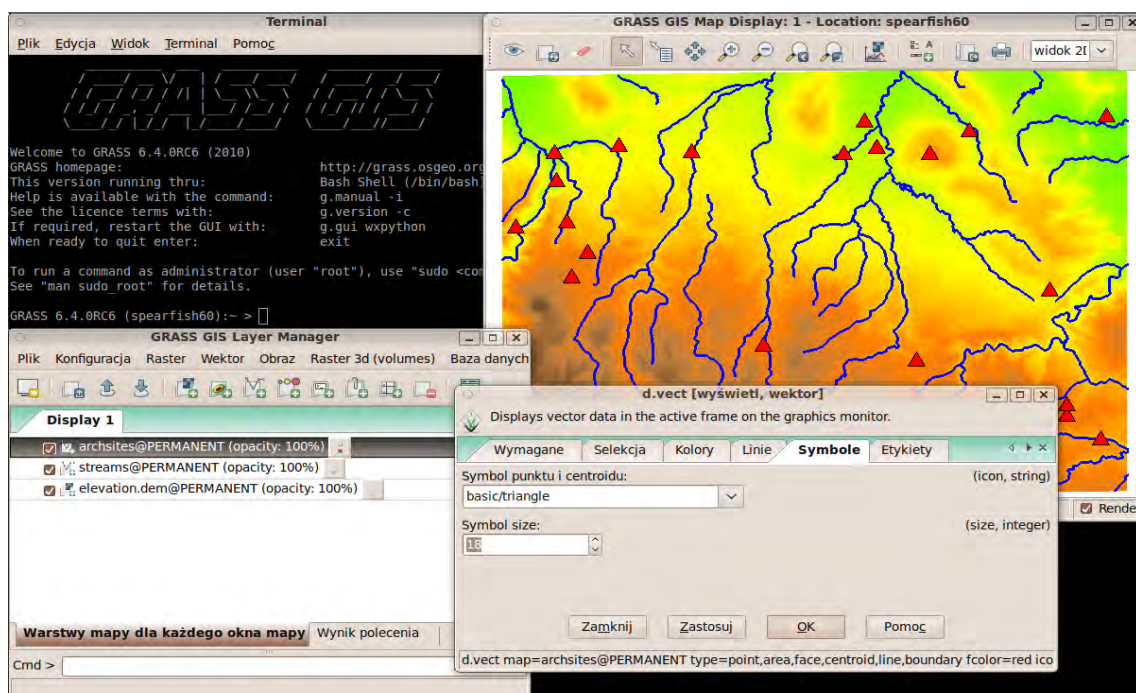 Terminal
Plik Edycja Widok Terminal Pomoc
GRASS GIS
Welcome to GRASS 6.4.0RC6 (2010)
GRASS homepage: http://grass.osgeo.org
This version running thru: Bash Shell (/bin/bash)
Help is available with the command: g.manual -i
See the licence terms with: g.version -c
If required, restart the GUI with: g.gui wxpython
When ready to quit enter: exit
To run a command as administrator (user "root"), use "sudo <com
See "man sudo_root" for details.
GRASS 6.4.0RC6 (spearfish60):~ >
GRASS GIS Map Display: 1 - Location: spearfish60
widok 2
Rende
GRASS GIS Layer Manager
Plik Konfiguracja Raster Wektor Obraz Raster 3d (volumes) Baza danych
Display 1
archsites@PERMANENT (opacity: 100%)
streams@PERMANENT (opacity: 100%)
elevation.dem@PERMANENT (opacity: 100%)
Warstwy mapy dla każdego okna mapy Wynik polecenia
Cmd >
d.vect [wyświetl, wektor]
Displays vector data in the active frame on the graphics monitor.
Wymagane Selekcja Kolory Linie Symbole Etykiety
Symbol punktu i centroidu: (icon, string)
basic/triangle
Symbol size: (size, integer)
18
Zamknij Zastosuj OK Pomoc
d.vect map=archsites@PERMANENT type=point,area,face,centroid,line,boundary fcolor=red ico